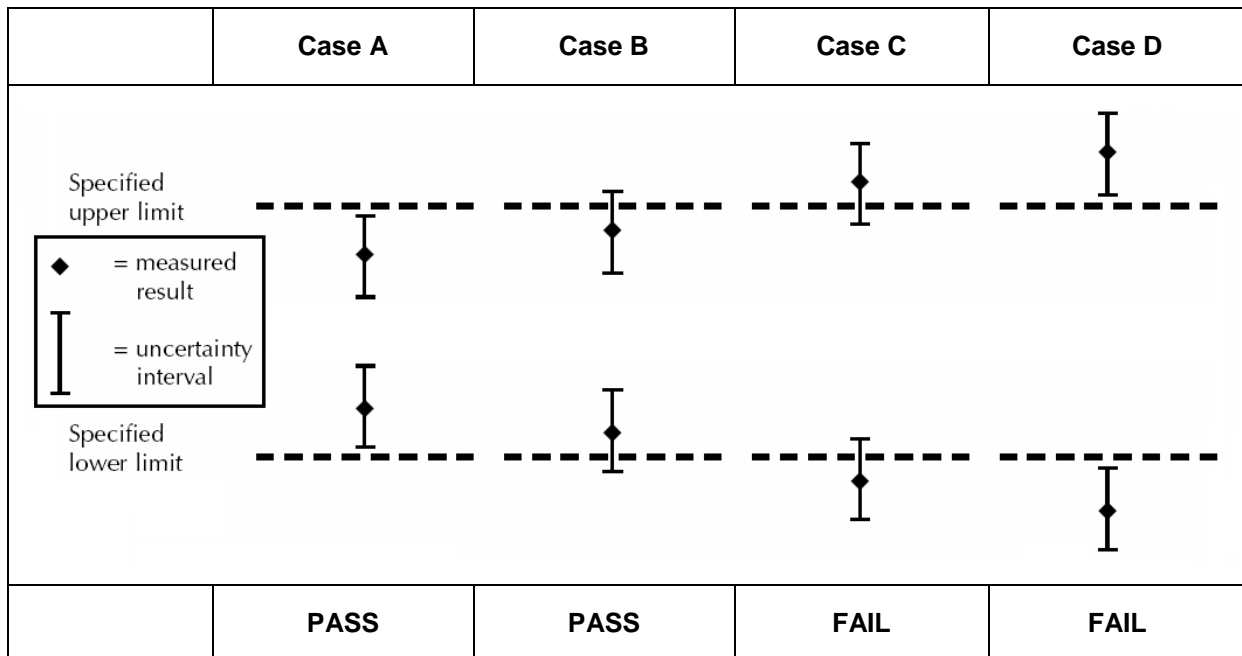 Case A Case B Case C Case D
Specified
upper limit
= measured
result
= uncertainty
interval
Specified
lower limit
PASS PASS FAIL FAIL